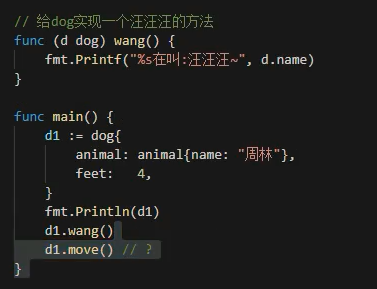 // 给dog实现一个汪汪汪的方法
func (d dog) wang() {
    fmt.Printf("%s在叫:汪汪汪~", d.name)
}

func main() {
    d1 := dog{
        animal: animal{name: "周林"},
        feet:   4,
    }
    fmt.Println(d1)
    d1.wang()
    d1.move() // ?
}